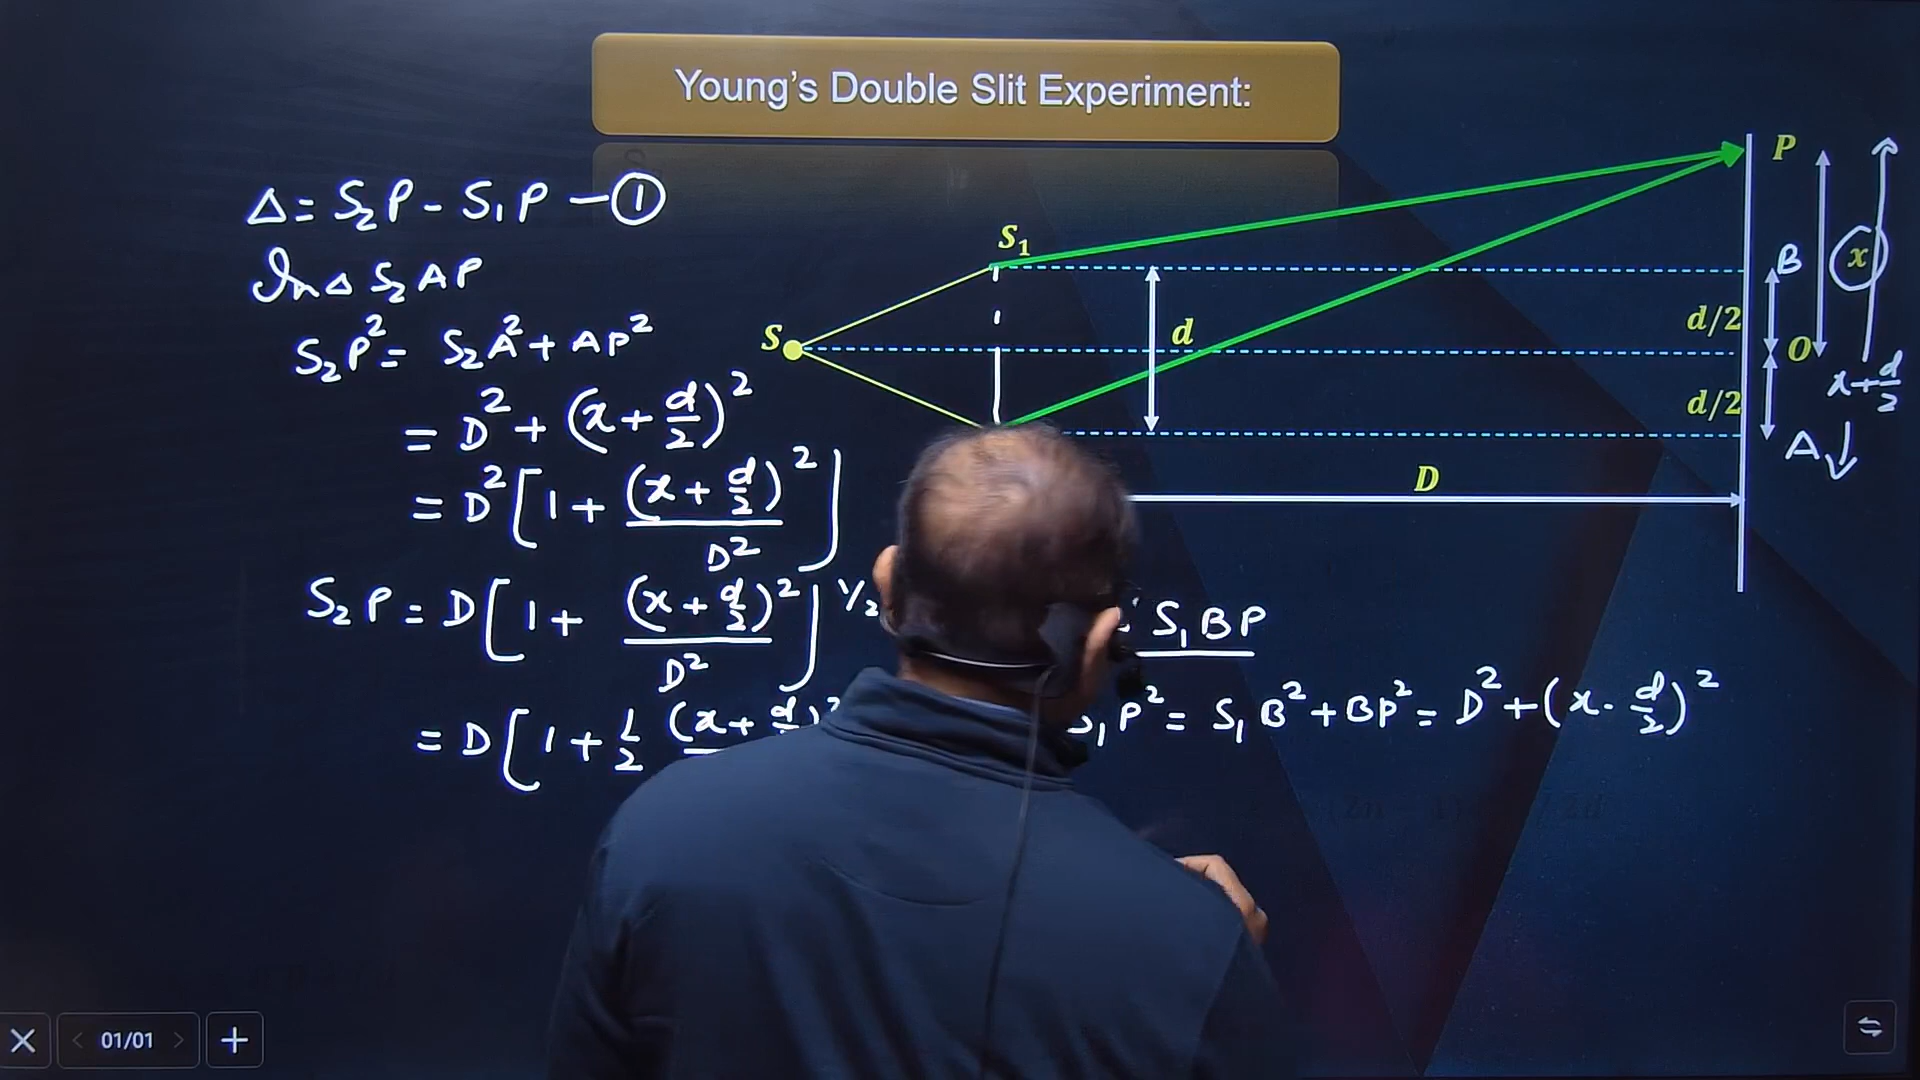 Young's Double Slit Experiment:
Δ = S₂P - S₁P - ①
In Δ S₂AP
S₂P² = S₂A² + AP²
= D² + (x + d/2)²
= D² [1 + (x + d/2)² / D²]
S₂P = D [1 + (x + d/2)² / D²]^1/2
= D [1 + 1/2 (x + d/2)²
S₁BP
S₁P² = S₁B² + BP² = D² + (x - d/2)²
P
S₁
B
x
d/2
S
d
O
x + d/2
d/2
A
D
01/01